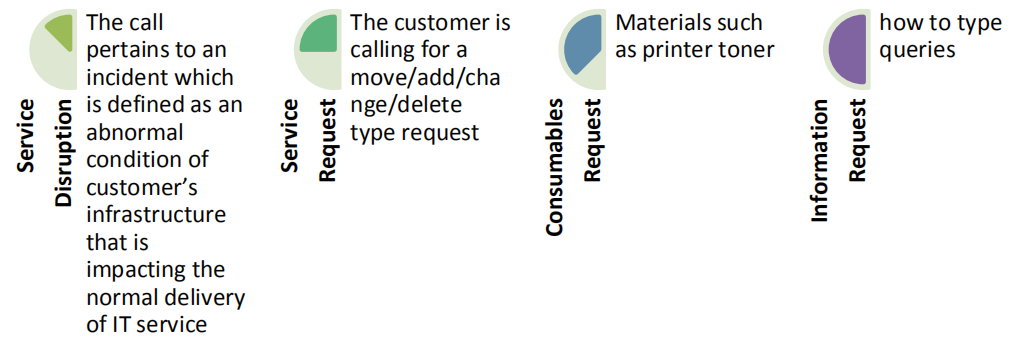 Service
Disruption
The call
pertains to an
incident which
is defined as an
abnormal
condition of
customer’s
infrastructure
that is
impacting the
normal delivery
of IT service
Service
Request
The customer is
calling for a
move/add/cha
nge/delete
type request
Consumables
Request
Materials such
as printer toner
Information
Request
how to type
queries